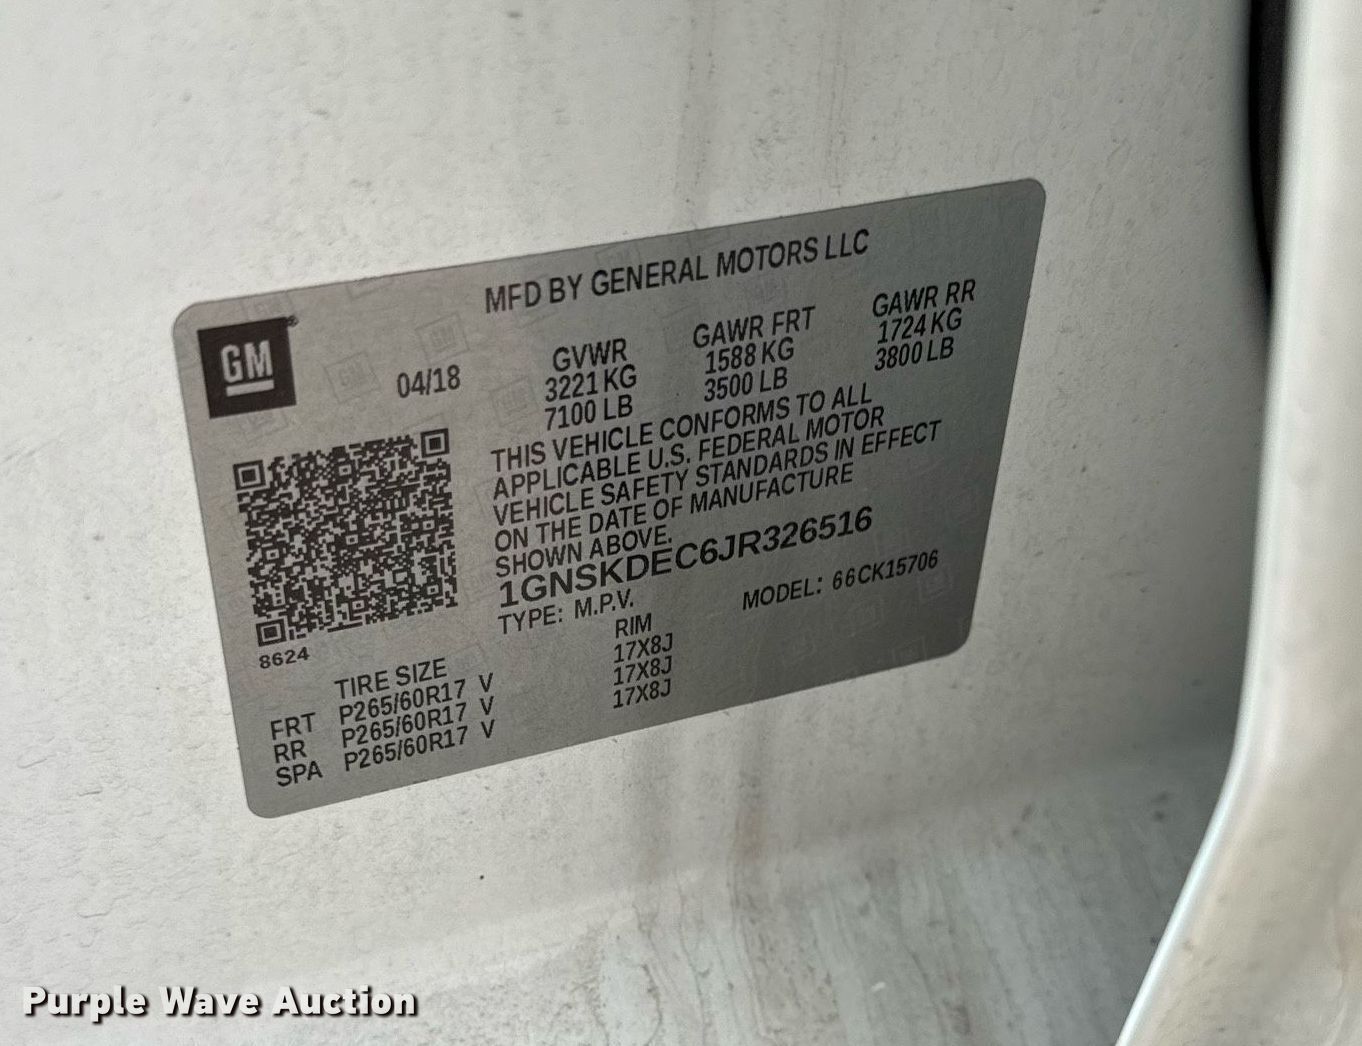 MFD BY GENERAL MOTORS LLC
GM
04/18
GVWR GAWR FRT GAWR RR
3221 KG 1588 KG 1724 KG
7100 LB 3500 LB 3800 LB
THIS VEHICLE CONFORMS TO ALL
APPLICABLE U.S. FEDERAL MOTOR
VEHICLE SAFETY STANDARDS IN EFFECT
ON THE DATE OF MANUFACTURE
SHOWN ABOVE.
1GNSKDEC6JR326516
TYPE: M.P.V. MODEL: 66CK15706
8624
TIRE SIZE RIM
FRT P265/60R17 V 17X8J
RR P265/60R17 V 17X8J
SPA P265/60R17 V 17X8J
Purple Wave Auction